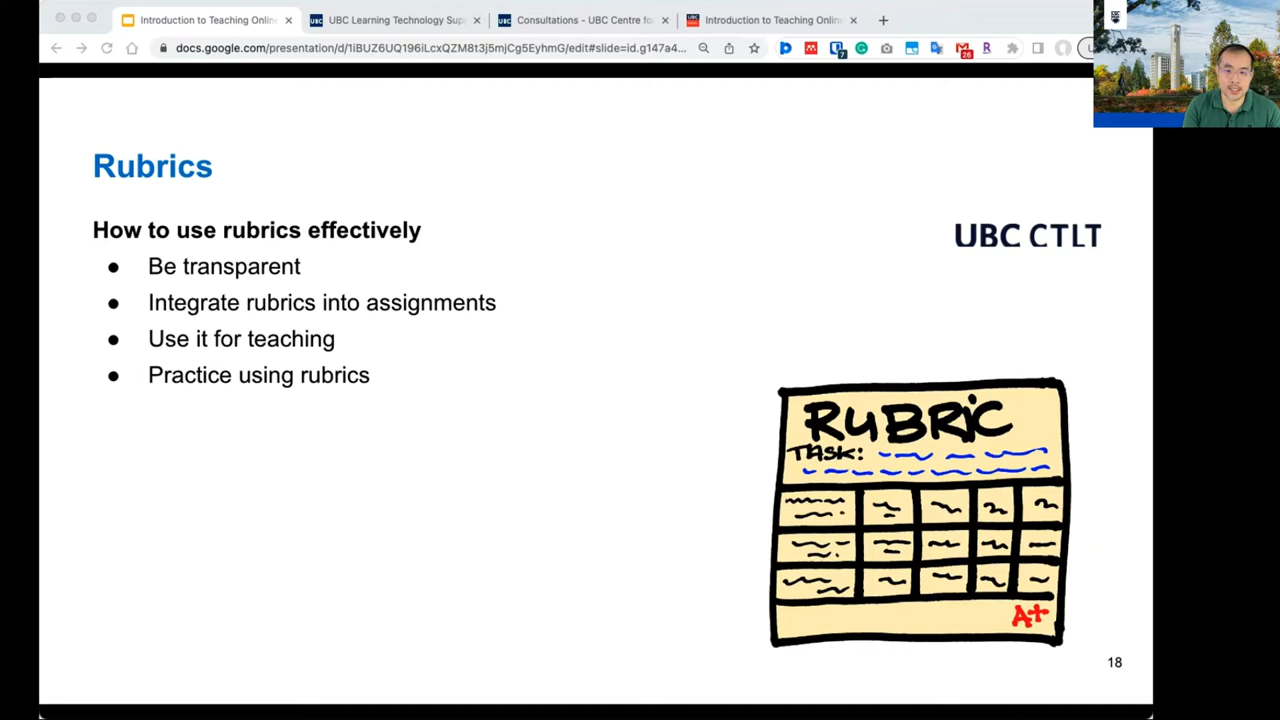 Introduction to Teaching Onlin
UBC Learning Technology Sup
Consultations - UBC Centre fo
Introduction to Teaching Onlin
docs.google.com/presentation/d/1iBUZ6UQ196iLcxQZM8t3j5mjCg5EyhmG/edit#slide=id.g147a4...
7
26
R
Rubrics
How to use rubrics effectively
● Be transparent
● Integrate rubrics into assignments
● Use it for teaching
● Practice using rubrics
UBC CTLT
RUBRIC
TASK:
A+
18